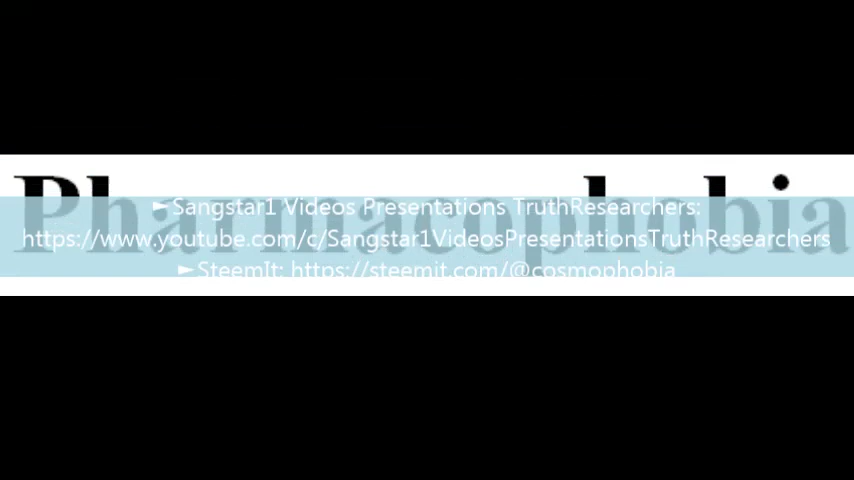 Pharmacophobia
►Sangstar1 Videos Presentations TruthResearchers:
https://www.youtube.com/c/Sangstar1VideosPresentationsTruthResearchers
►SteemIt: https://steemit.com/@cosmophobia